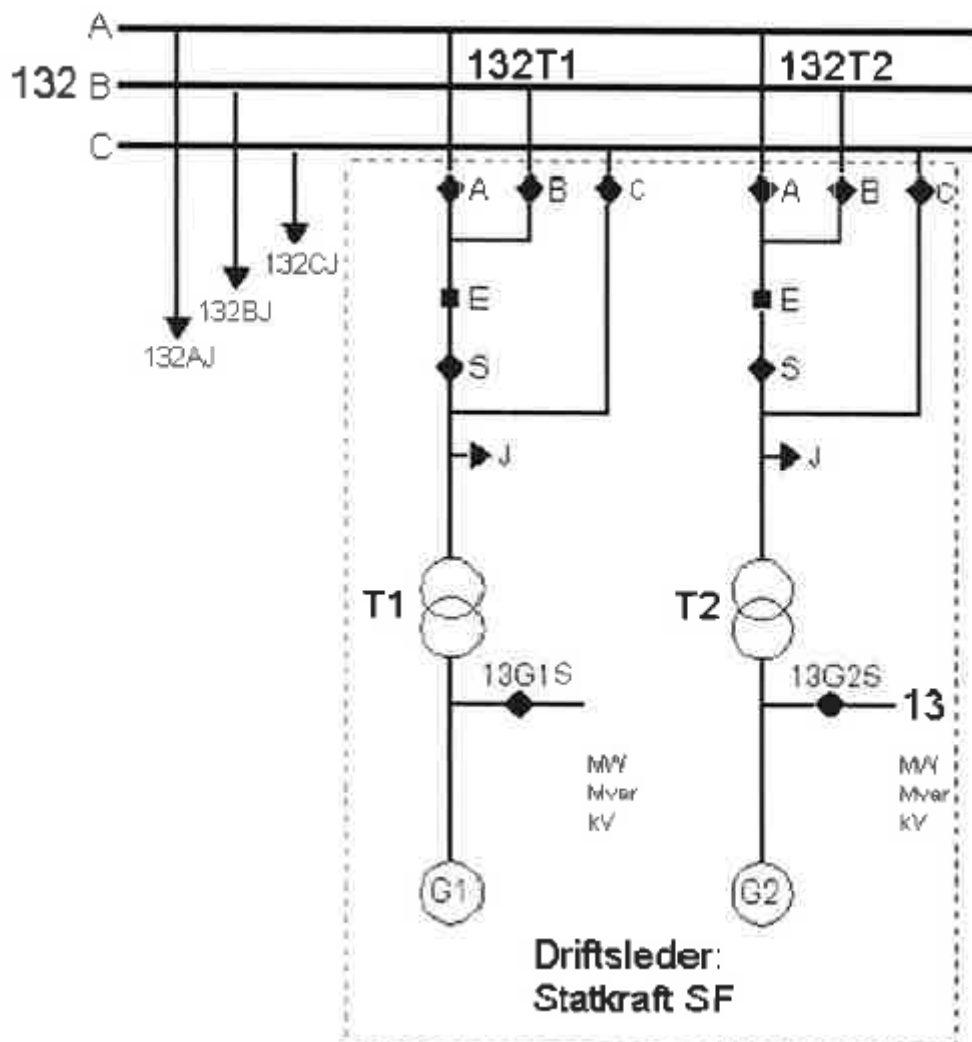 A
132T1
132T2
132 B
C
A
B
C
A
B
C
132CJ
132BJ
132AJ
E
E
S
S
J
J
T1
T2
13G1S
13G2S
13
MW
Mvar
kV
MW
Mvar
kV
G1
G2
Driftsleder:
Statkraft SF